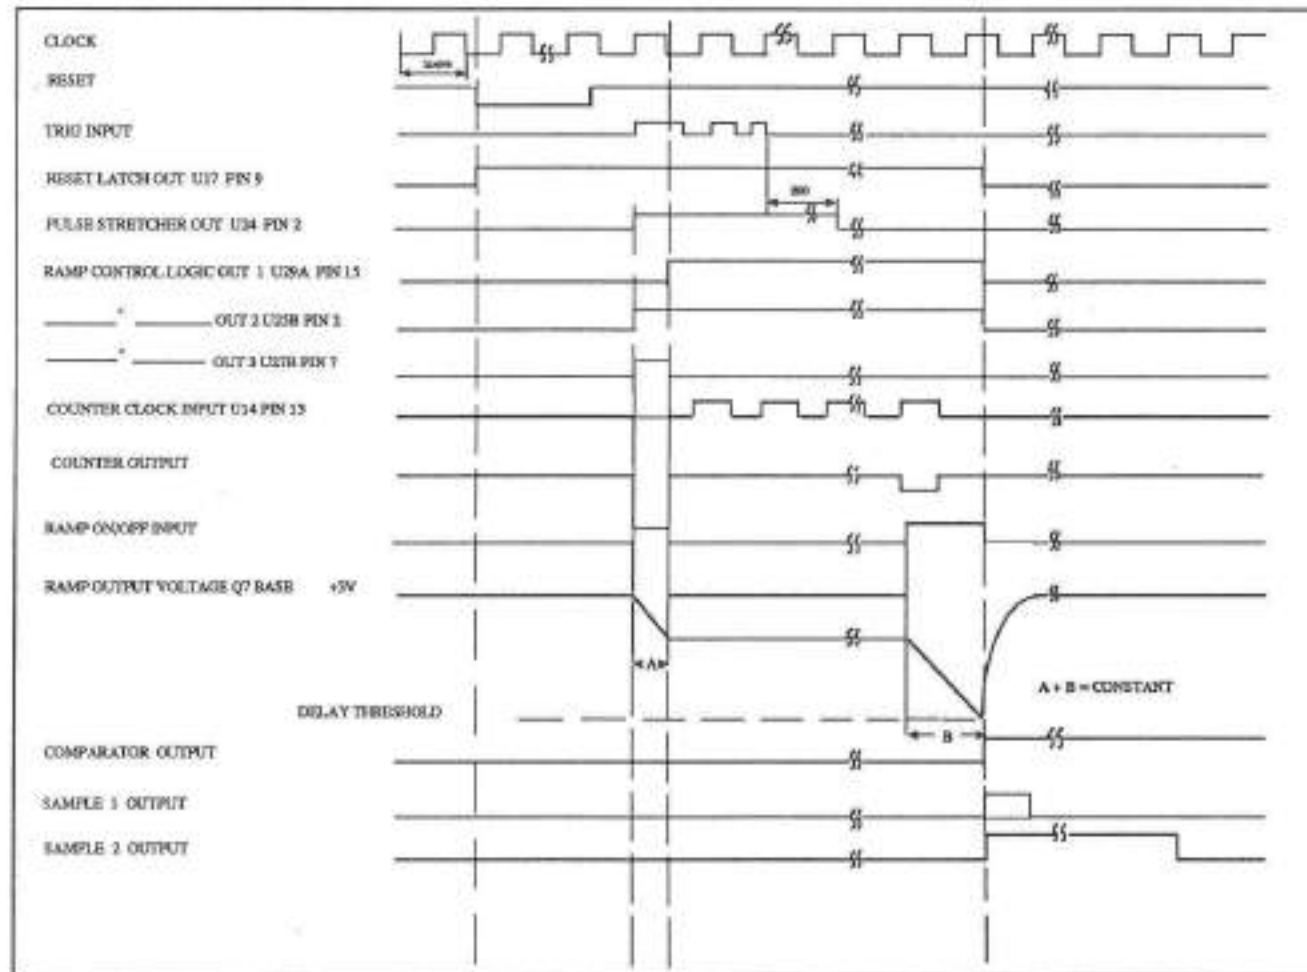 CLOCK
RESET
TRIG INPUT
RESET LATCH OUT U17 PIN 9
PULSE STRETCHER OUT U24 PIN 2
RAMP CONTROL LOGIC OUT 1 U29A PIN 15
" OUT 2 U25B PIN 2
" OUT 3 U27B PIN 7
COUNTER CLOCK INPUT U14 PIN 13
COUNTER OUTPUT
RAMP ON/OFF INPUT
RAMP OUTPUT VOLTAGE Q7 BASE +5V
A
A + B = CONSTANT
DELAY THRESHOLD
B
COMPARATOR OUTPUT
SAMPLE 1 OUTPUT
SAMPLE 2 OUTPUT